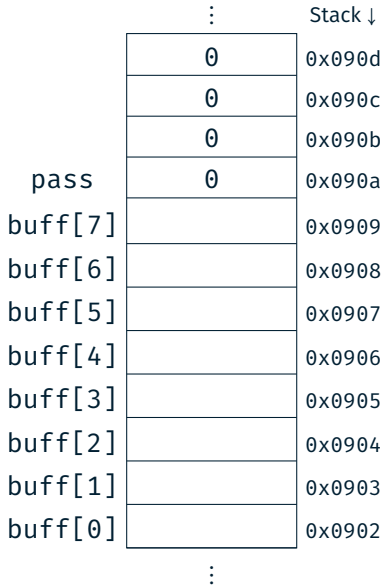 ⋮ Stack ↓
0 0x090d
0 0x090c
0 0x090b
pass 0 0x090a
buff[7] 0x0909
buff[6] 0x0908
buff[5] 0x0907
buff[4] 0x0906
buff[3] 0x0905
buff[2] 0x0904
buff[1] 0x0903
buff[0] 0x0902
⋮